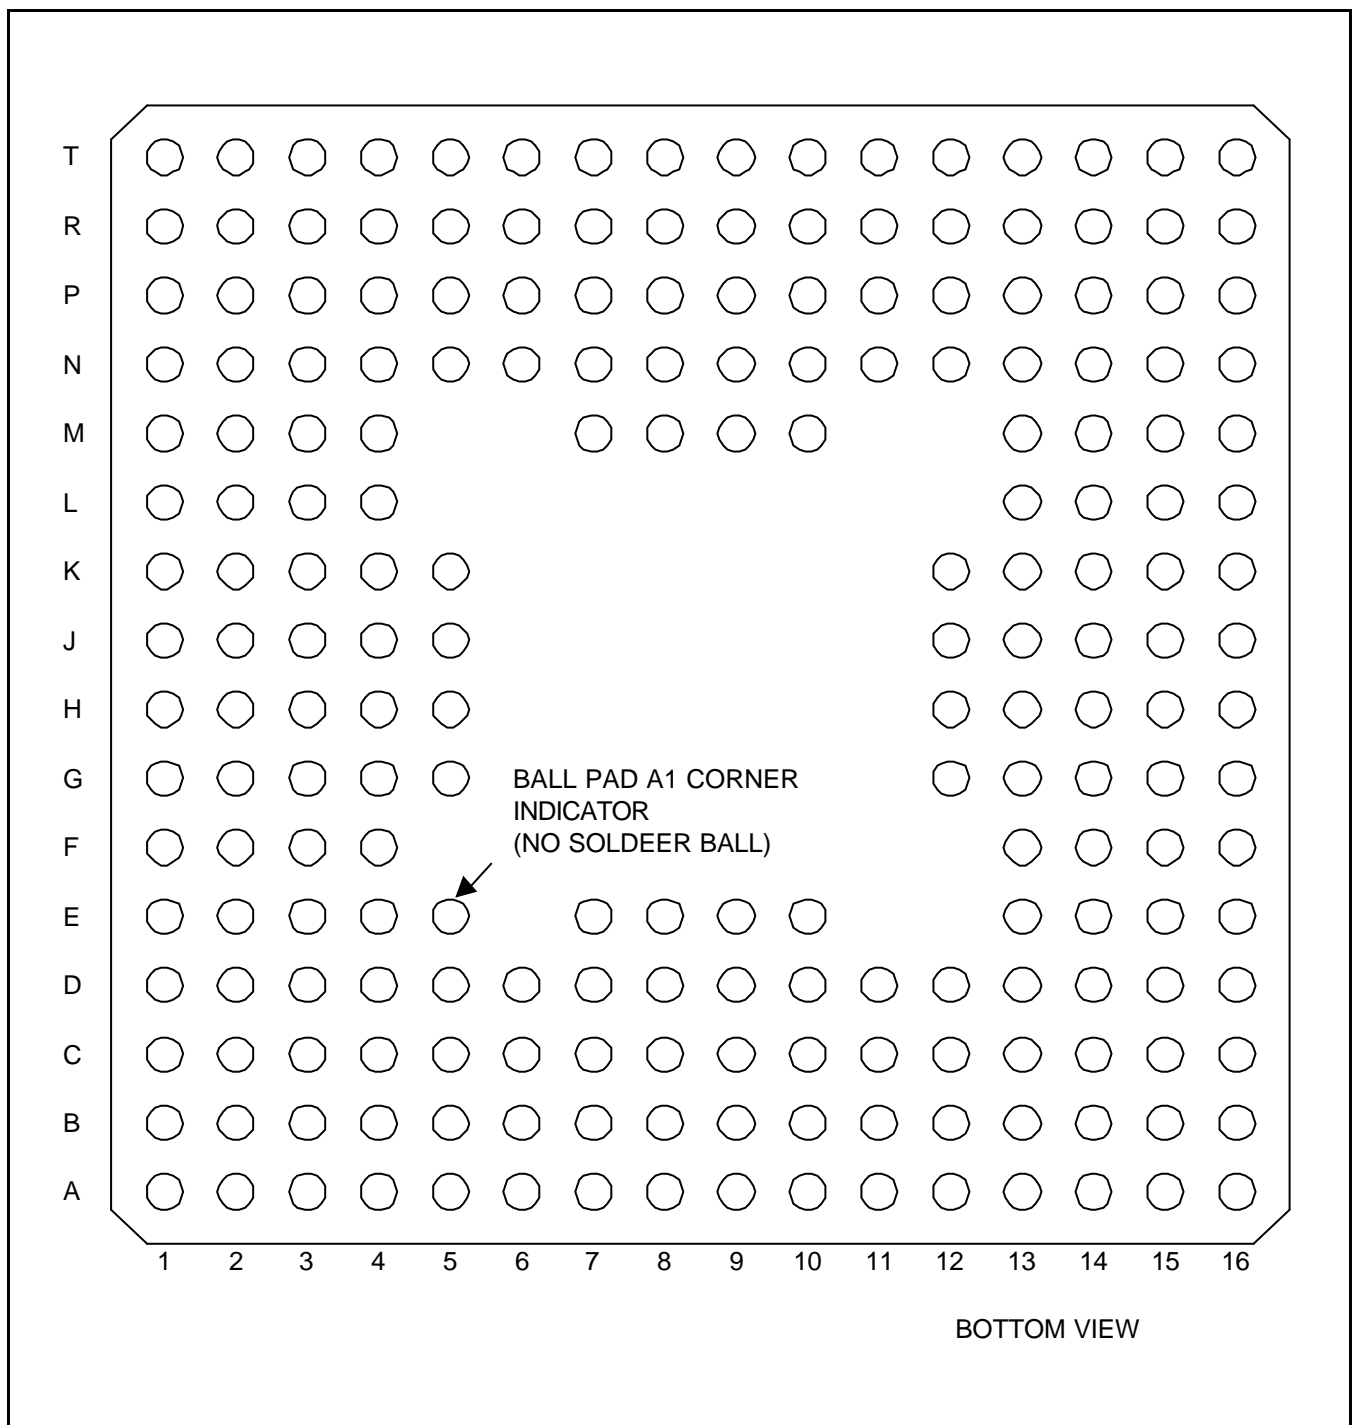 T
R
P
N
M
L
K
J
H
G
BALL PAD A1 CORNER
INDICATOR
(NO SOLDEER BALL)
F
E
D
C
B
A
1 2 3 4 5 6 7 8 9 10 11 12 13 14 15 16
BOTTOM VIEW